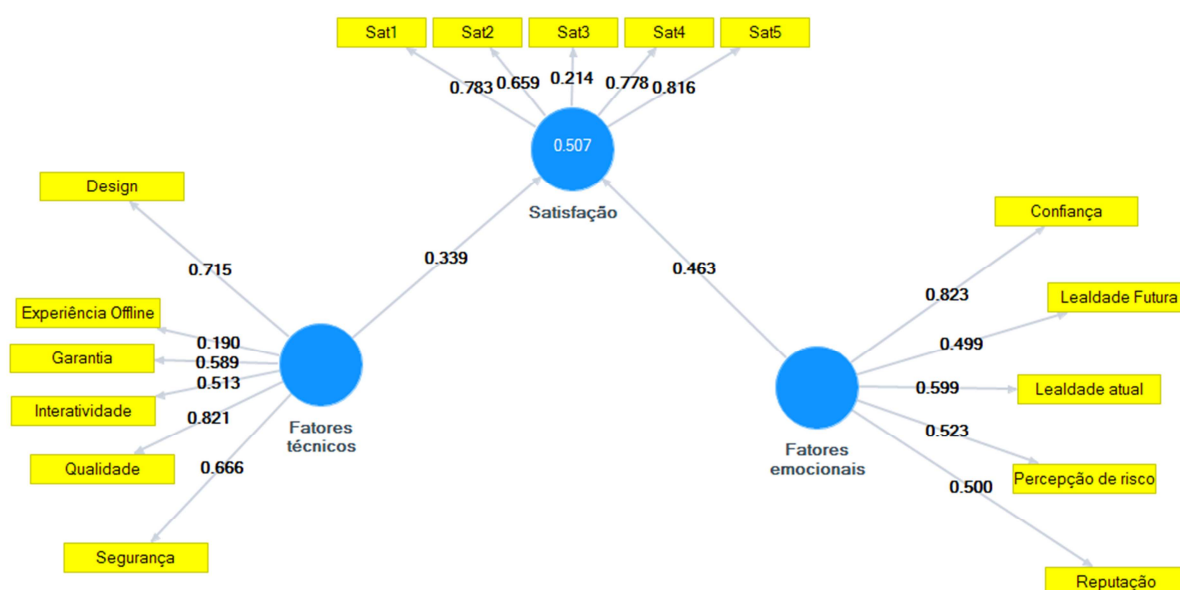 Sat1
Sat2
Sat3
Sat4
Sat5
0.783
0.659
0.214
0.778
0.816
0.507
Satisfação
Design
0.715
0.339
0.463
Experiência Offline
0.190
Garantia
0.589
Interatividade
0.513
Qualidade
0.821
Segurança
0.666
Fatores
técnicos
Confiança
0.823
Lealdade Futura
0.499
Lealdade atual
0.599
Percepção de risco
0.523
Reputação
0.500
Fatores
emocionais